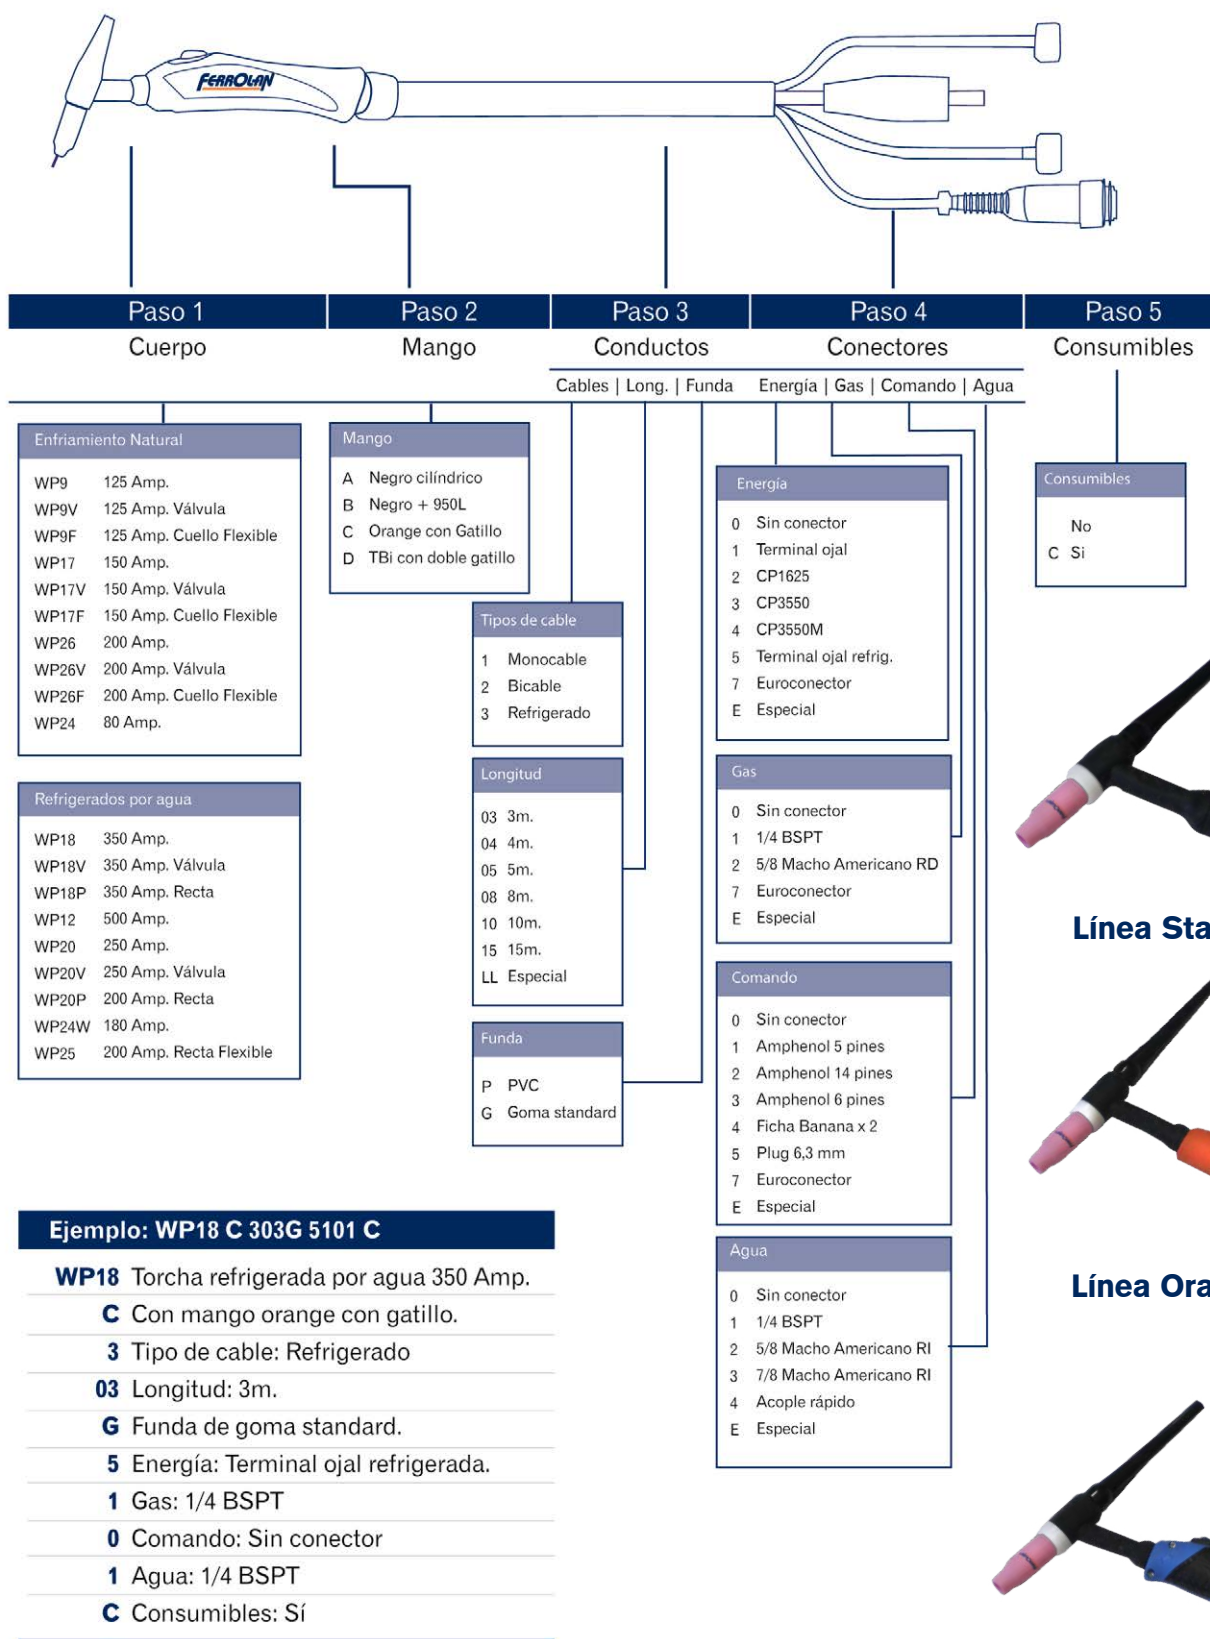 FERROLAN
Paso 1
Paso 2
Paso 3
Paso 4
Paso 5
Cuerpo
Mango
Conductos
Conectores
Consumibles
Cables | Long. | Funda
Energía | Gas | Comando | Agua
Enfriamiento Natural
WP9 125 Amp.
WP9V 125 Amp. Válvula
WP9F 125 Amp. Cuello Flexible
WP17 150 Amp.
WP17V 150 Amp. Válvula
WP17F 150 Amp. Cuello Flexible
WP26 200 Amp.
WP26V 200 Amp. Válvula
WP26F 200 Amp. Cuello Flexible
WP24 80 Amp.
Refrigerados por agua
WP18 350 Amp.
WP18V 350 Amp. Válvula
WP18P 350 Amp. Recta
WP12 500 Amp.
WP20 250 Amp.
WP20V 250 Amp. Válvula
WP20P 200 Amp. Recta
WP24W 180 Amp.
WP25 200 Amp. Recta Flexible
Mango
A Negro cilíndrico
B Negro + 950L
C Orange con Gatillo
D TBi con doble gatillo
Tipos de cable
1 Monocable
2 Bicable
3 Refrigerado
Longitud
03 3m.
04 4m.
05 5m.
08 8m.
10 10m.
15 15m.
LL Especial
Funda
P PVC
G Goma standard
Energía
0 Sin conector
1 Terminal ojal
2 CP1625
3 CP3550
4 CP3550M
5 Terminal ojal refrig.
7 Euroconector
E Especial
Gas
0 Sin conector
1 1/4 BSPT
2 5/8 Macho Americano RD
7 Euroconector
E Especial
Comando
0 Sin conector
1 Amphenol 5 pines
2 Amphenol 14 pines
3 Amphenol 6 pines
4 Ficha Banana x 2
5 Plug 6,3 mm
7 Euroconector
E Especial
Agua
0 Sin conector
1 1/4 BSPT
2 5/8 Macho Americano RI
3 7/8 Macho Americano RI
4 Acople rápido
E Especial
Consumibles
No
C Si
Línea Sta
Línea Ora
Ejemplo: WP18 C 303G 5101 C
WP18 Torcha refrigerada por agua 350 Amp.
C Con mango orange con gatillo.
3 Tipo de cable: Refrigerado
03 Longitud: 3m.
G Funda de goma standard.
5 Energía: Terminal ojal refrigerada.
1 Gas: 1/4 BSPT
0 Comando: Sin conector
1 Agua: 1/4 BSPT
C Consumibles: Sí